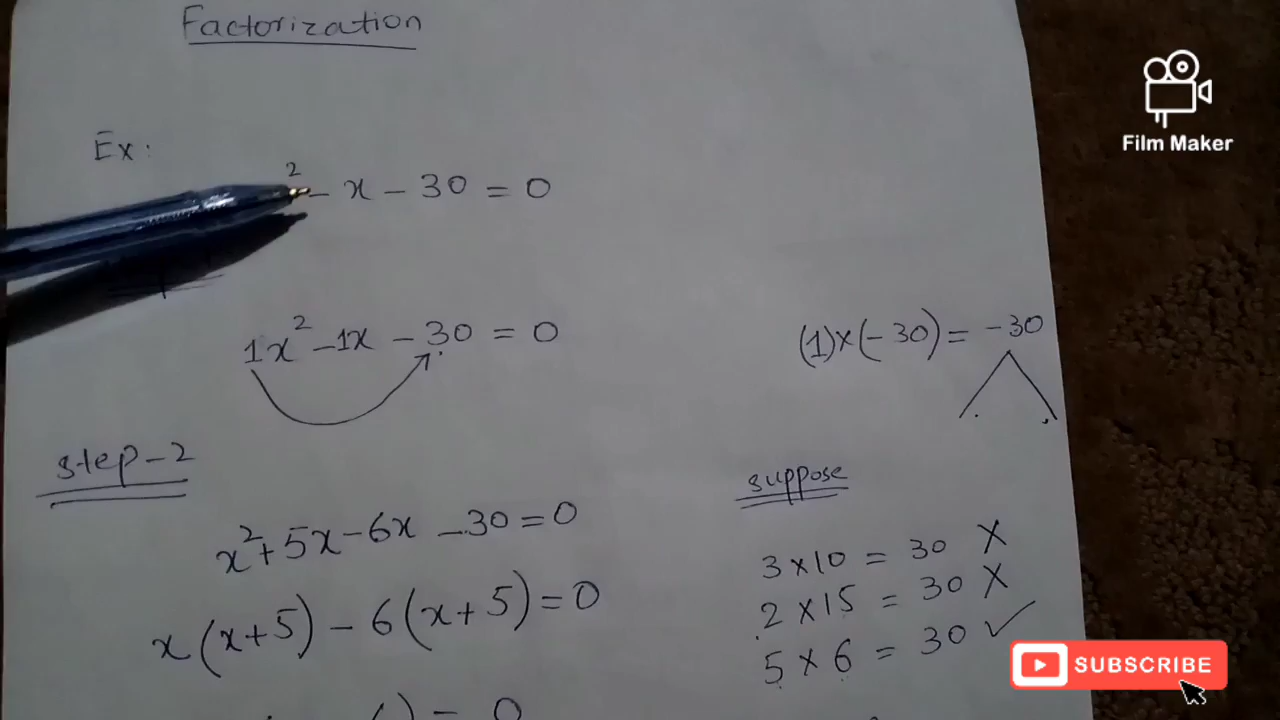 Factorization
Ex:
² - x - 30 = 0
1x² - 1x - 30 = 0
(1)×(-30) = -30
step-2
x² + 5x - 6x - 30 = 0
x(x+5) - 6(x+5) = 0
suppose
3×10 = 30 X
2×15 = 30 X
5×6 = 30 ✓
= 0
Film Maker
SUBSCRIBE